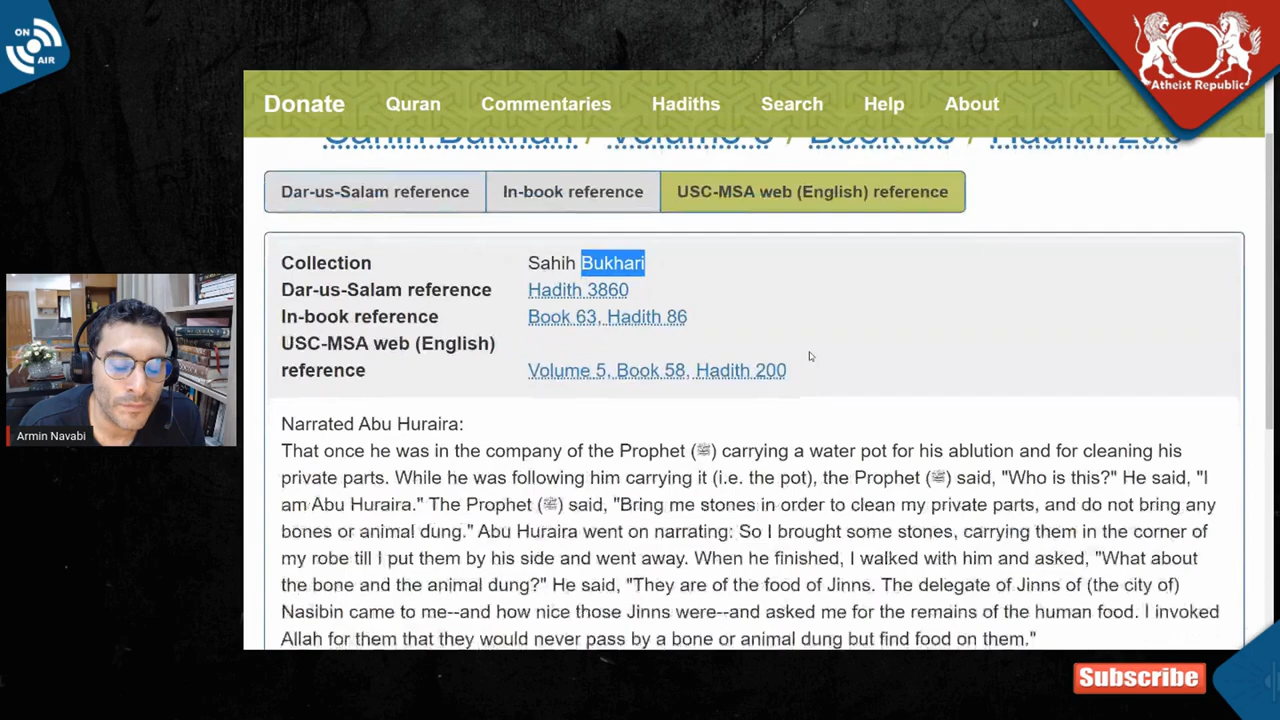 ON
AIR
Atheist Republic
Donate Quran Commentaries Hadiths Search Help About
Sahih Bukhari / Volume 5 / Book 58 / Hadith 200
Dar-us-Salam reference In-book reference USC-MSA web (English) reference
Collection Sahih Bukhari
Dar-us-Salam reference Hadith 3860
In-book reference Book 63, Hadith 86
USC-MSA web (English)
reference Volume 5, Book 58, Hadith 200
Narrated Abu Huraira:
That once he was in the company of the Prophet (ﷺ) carrying a water pot for his ablution and for cleaning his
private parts. While he was following him carrying it (i.e. the pot), the Prophet (ﷺ) said, "Who is this?" He said, "I
am Abu Huraira." The Prophet (ﷺ) said, "Bring me stones in order to clean my private parts, and do not bring any
bones or animal dung." Abu Huraira went on narrating: So I brought some stones, carrying them in the corner of
my robe till I put them by his side and went away. When he finished, I walked with him and asked, "What about
the bone and the animal dung?" He said, "They are of the food of Jinns. The delegate of Jinns of (the city of)
Nasibin came to me--and how nice those Jinns were--and asked me for the remains of the human food. I invoked
Allah for them that they would never pass by a bone or animal dung but find food on them."
Armin Navabi
Subscribe